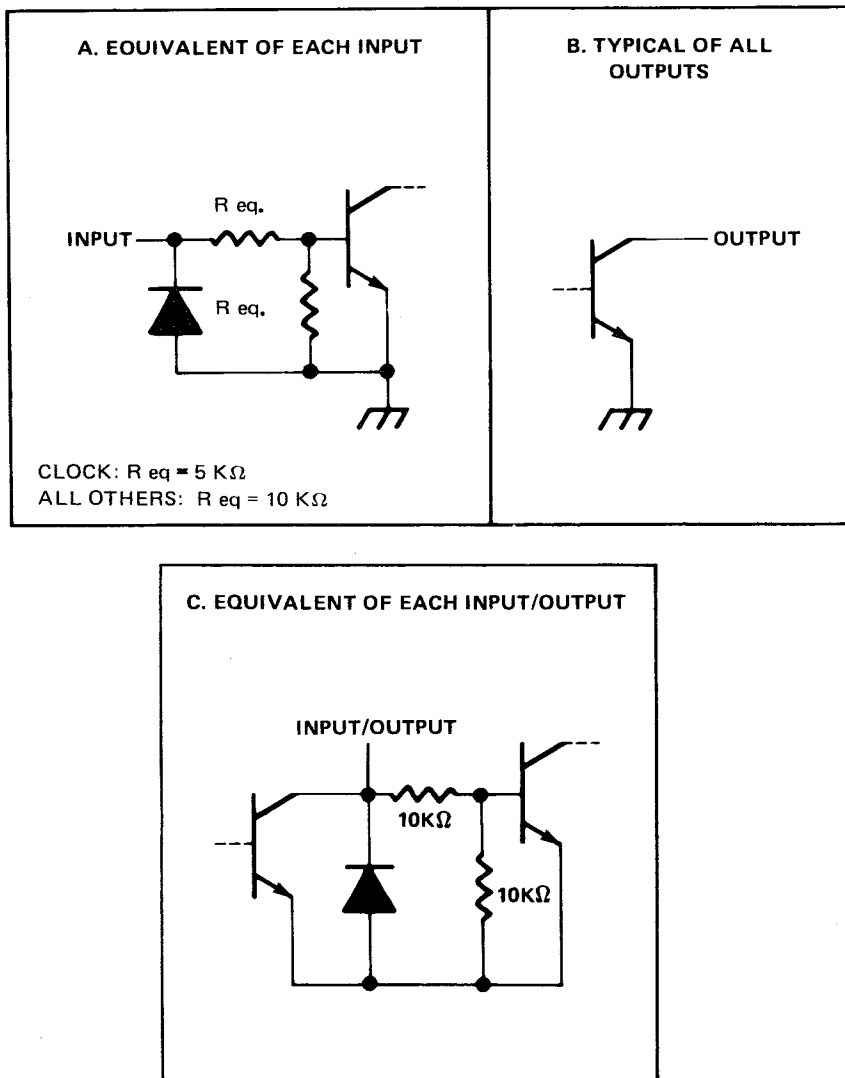 A. EQUIVALENT OF EACH INPUT
B. TYPICAL OF ALL
OUTPUTS
R eq.
INPUT
R eq.
OUTPUT
CLOCK: R eq = 5 KΩ
ALL OTHERS: R eq = 10 KΩ
C. EQUIVALENT OF EACH INPUT/OUTPUT
INPUT/OUTPUT
10KΩ
10KΩ